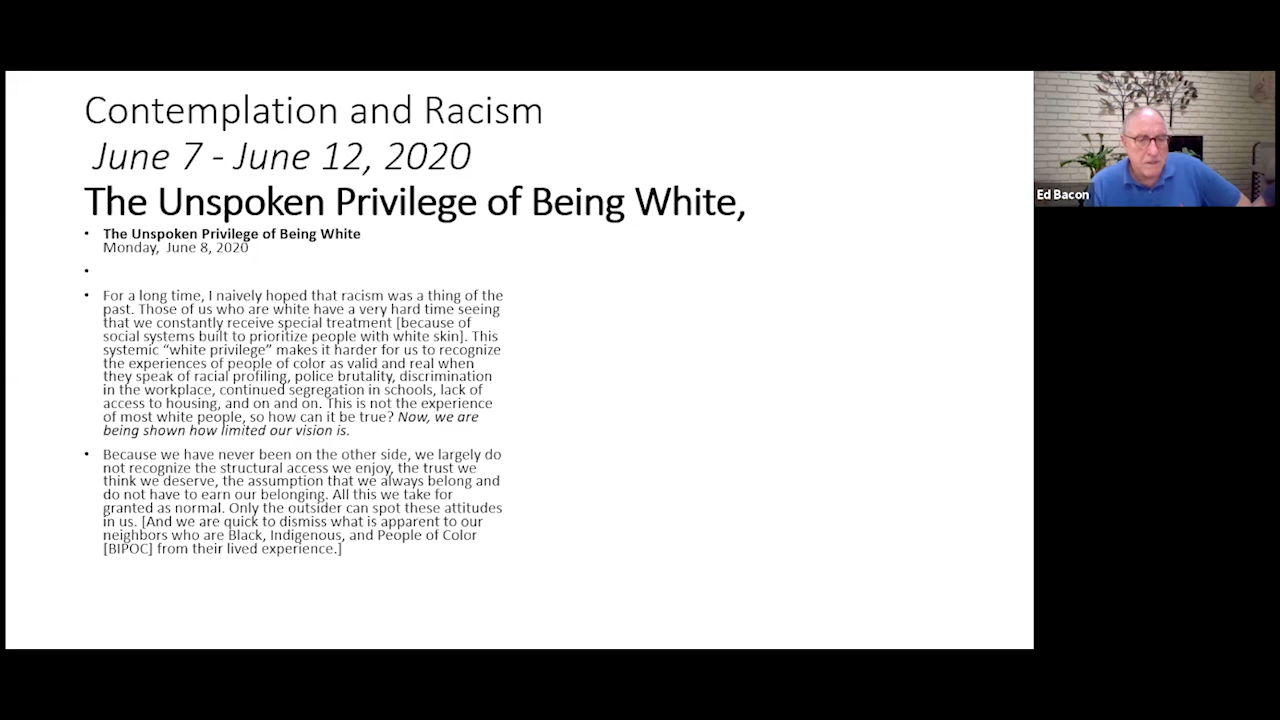 Contemplation and Racism
June 7 - June 12, 2020
The Unspoken Privilege of Being White,
• The Unspoken Privilege of Being White
Monday, June 8, 2020
•
• For a long time, I naively hoped that racism was a thing of the
past. Those of us who are white have a very hard time seeing
that we constantly receive special treatment [because of
social systems built to prioritize people with white skin]. This
systemic “white privilege” makes it harder for us to recognize
the experiences of people of color as valid and real when
they speak of racial profiling, police brutality, discrimination
in the workplace, continued segregation in schools, lack of
access to housing, and on and on. This is not the experience
of most white people, so how can it be true? Now, we are
being shown how limited our vision is.
• Because we have never been on the other side, we largely do
not recognize the structural access we enjoy, the trust we
think we deserve, the assumption that we always belong and
do not have to earn our belonging. All this we take for
granted as normal. Only the outsider can spot these attitudes
in us. [And we are quick to dismiss what is apparent to our
neighbors who are Black, Indigenous, and People of Color
[BIPOC] from their lived experience.]
Ed Bacon